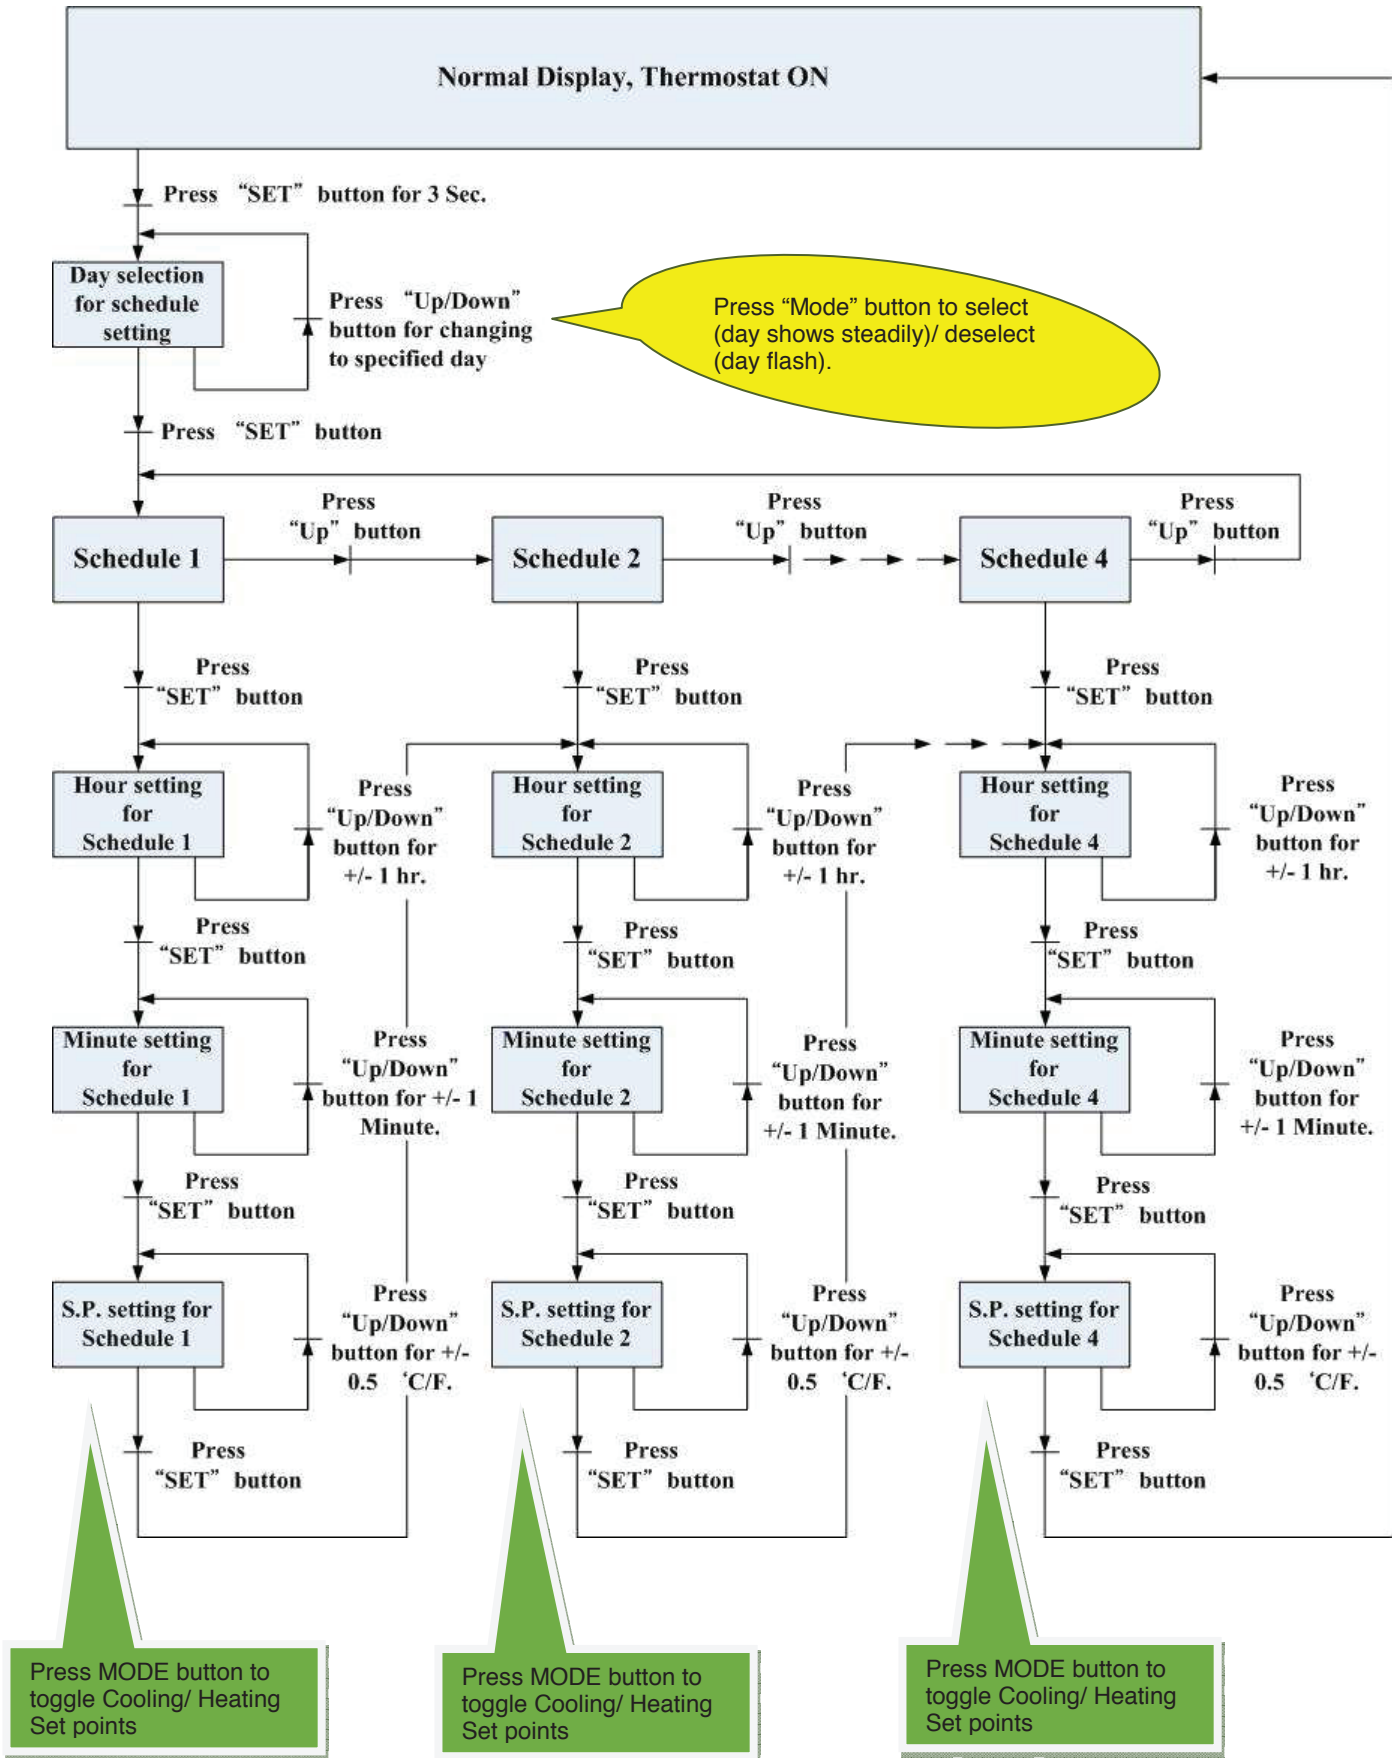 Normal Display, Thermostat ON
Press “SET” button for 3 Sec.
Day selection
for schedule
setting
Press “Up/Down”
button for changing
to specified day
Press “Mode” button to select
(day shows steadily)/ deselect
(day flash).
Press “SET” button
Press
“Up” button
Press
“Up” button
Press
“Up” button
Schedule 1
Schedule 2
Schedule 4
Press
“SET” button
Press
“SET” button
Press
“SET” button
Hour setting
for
Schedule 1
Press
“Up/Down”
button for
+/- 1 hr.
Hour setting
for
Schedule 2
Press
“Up/Down”
button for
+/- 1 hr.
Hour setting
for
Schedule 4
Press
“Up/Down”
button for
+/- 1 hr.
Press
“SET” button
Press
“SET” button
Press
“SET” button
Minute setting
for
Schedule 1
Press
“Up/Down”
button for +/- 1
Minute.
Minute setting
for
Schedule 2
Press
“Up/Down”
button for
+/- 1 Minute.
Minute setting
for
Schedule 4
Press
“Up/Down”
button for
+/- 1 Minute.
Press
“SET” button
Press
“SET” button
Press
“SET” button
S.P. setting for
Schedule 1
Press
“Up/Down”
button for +/-
0.5 ‘C/F.
S.P. setting for
Schedule 2
Press
“Up/Down”
button for +/-
0.5 ‘C/F.
S.P. setting for
Schedule 4
Press
“Up/Down”
button for +/-
0.5 ‘C/F.
Press
“SET” button
Press
“SET” button
Press
“SET” button
Press MODE button to
toggle Cooling/ Heating
Set points
Press MODE button to
toggle Cooling/ Heating
Set points
Press MODE button to
toggle Cooling/ Heating
Set points